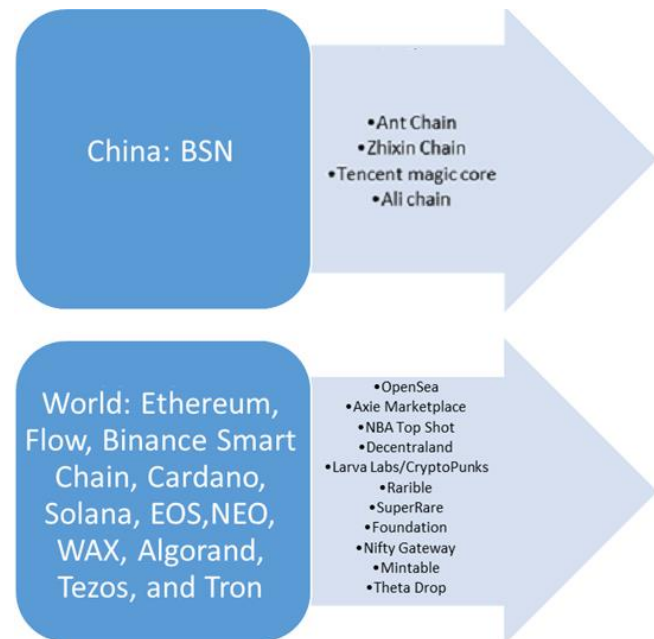 China: BSN
•Ant Chain
•Zhixin Chain
•Tencent magic core
•Ali chain
World: Ethereum,
Flow, Binance Smart
Chain, Cardano,
Solana, EOS,NEO,
WAX, Algorand,
Tezos, and Tron
•OpenSea
•Axie Marketplace
•NBA Top Shot
•Decentraland
•Larva Labs/CryptoPunks
•Rarible
•SuperRare
•Foundation
•Nifty Gateway
•Mintable
•Theta Drop